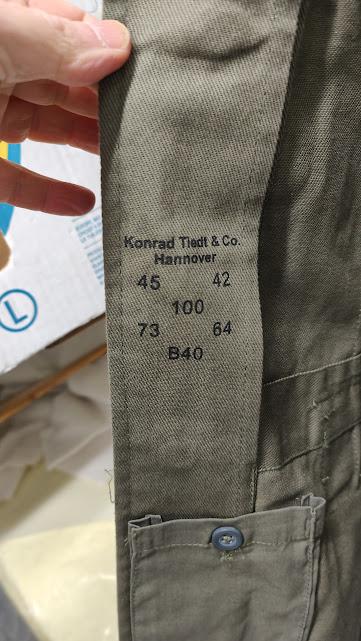 Konrad Tiedt & Co.
Hannover
45 42
100
73 64
B40
L